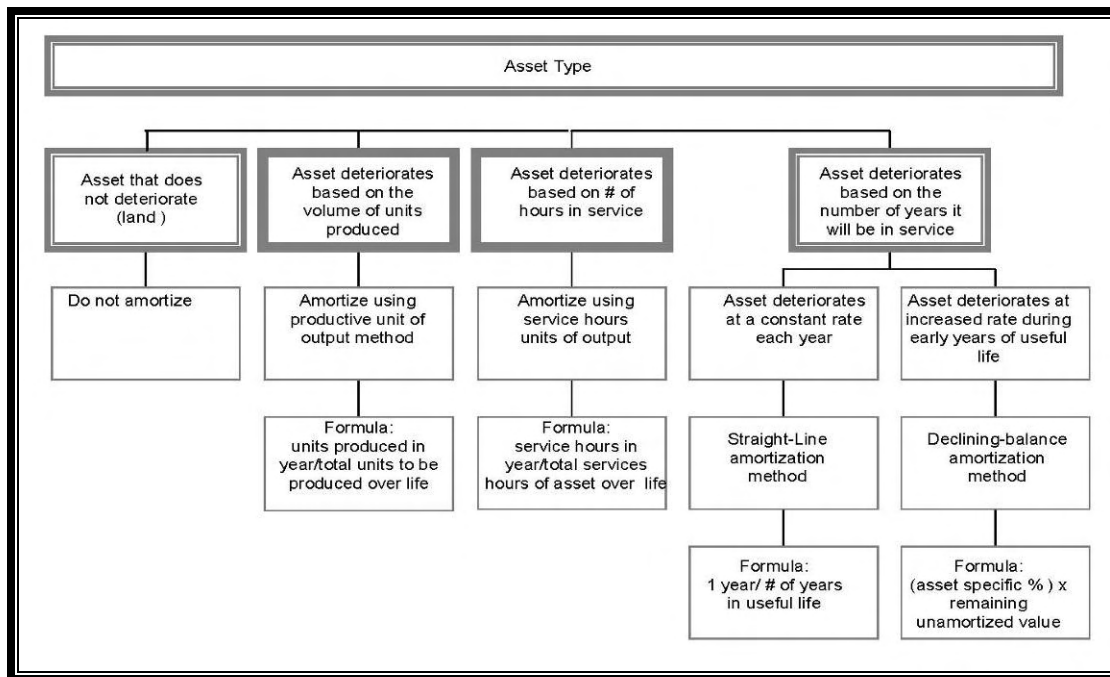 Asset Type
Asset that does
not deteriorate
(land )
Asset deteriorates
based on the
volume of units
produced
Asset deteriorates
based on # of
hours in service
Asset deteriorates
based on the
number of years it
will be in service
Do not amortize
Amortize using
productive unit of
output method
Amortize using
service hours
units of output
Asset deteriorates
at a constant rate
each year
Asset deteriorates at
increased rate during
early years of useful
life
Formula:
units produced in
year/total units to be
produced over life
Formula:
service hours in
year/total services
hours of asset over life
Straight-Line
amortization
method
Declining-balance
amortization
method
Formula:
1 year/ # of years
in useful life
Formula:
(asset specific % ) x
remaining
unamortized value